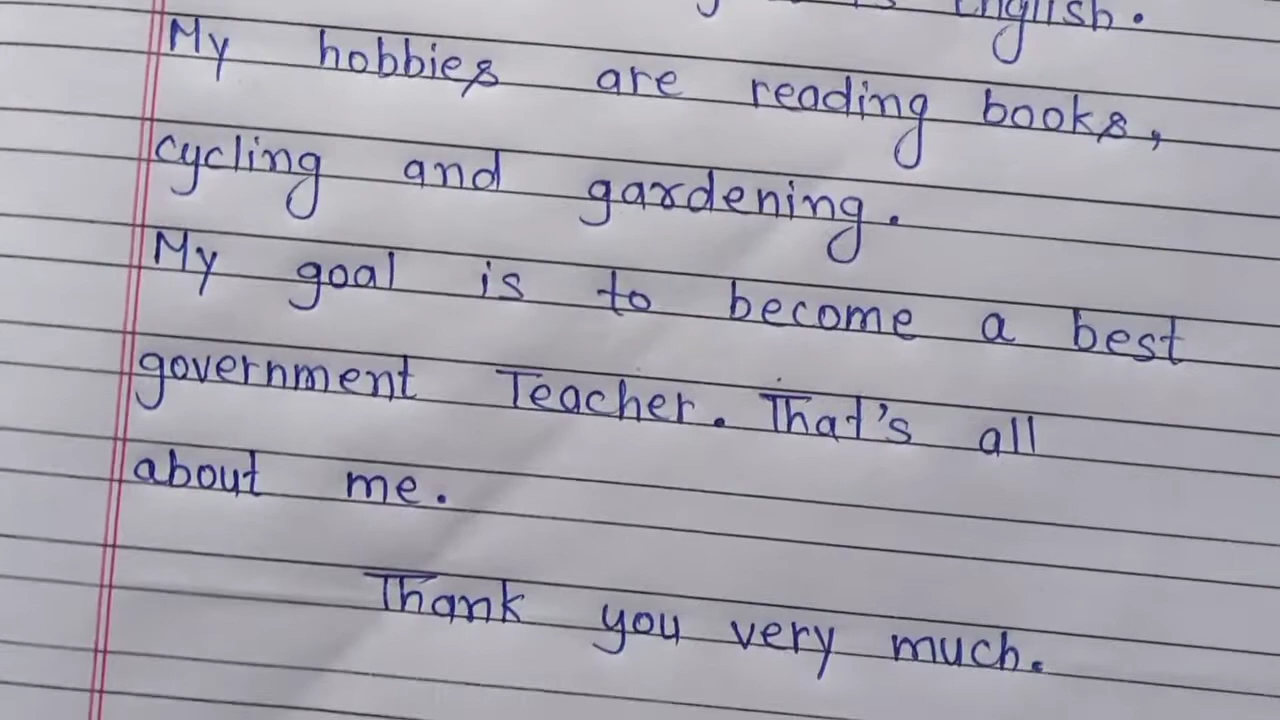 English.
My hobbies are reading books,
cycling and gardening.
My goal is to become a best
government Teacher. That's all
about me.
Thank you very much.